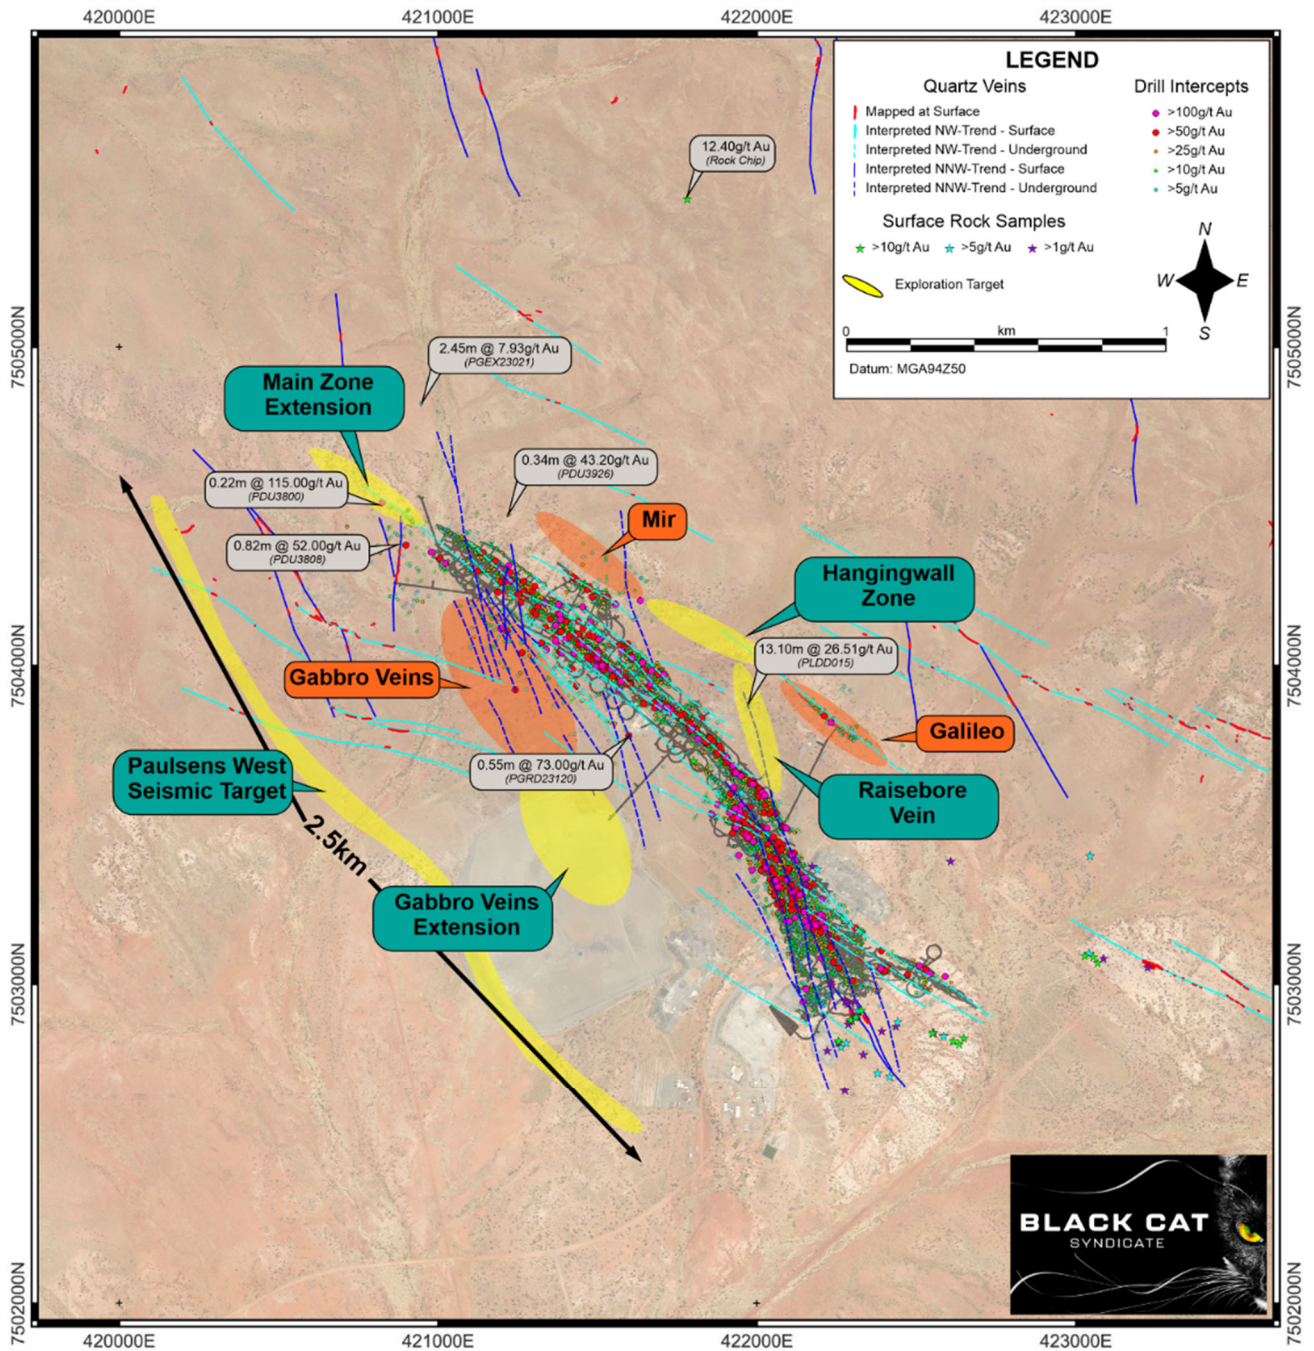 420000E
421000E
422000E
423000E
LEGEND
Quartz Veins
Mapped at Surface
Interpreted NW-Trend - Surface
Interpreted NW-Trend - Underground
Interpreted NNW-Trend - Surface
Interpreted NNW-Trend - Underground
Drill Intercepts
>100g/t Au
>50g/t Au
>25g/t Au
>10g/t Au
>5g/t Au
Surface Rock Samples
>10g/t Au
>5g/t Au
>1g/t Au
Exploration Target
N
W
E
S
0
km
1
Datum: MGA94Z50
12.40g/t Au
(Rock Chip)
7505000N
7505000N
2.45m @ 7.93g/t Au
(PGEX23021)
Main Zone
Extension
0.34m @ 43.20g/t Au
(PDU3926)
0.22m @ 115.00g/t Au
(PDU3800)
Mir
0.82m @ 52.00g/t Au
(PDU3808)
Hangingwall
Zone
13.10m @ 26.51g/t Au
(PLDD015)
7504000N
7504000N
Gabbro Veins
Galileo
0.55m @ 73.00g/t Au
(PGRD23120)
Paulsens West
Seismic Target
Raisebore
Vein
2.5km
Gabbro Veins
Extension
7503000N
7503000N
BLACK CAT
SYNDICATE
7502000N
7502000N
420000E
421000E
422000E
423000E